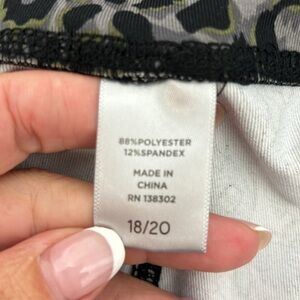 88%POLYESTER
12%SPANDEX
MADE IN
CHINA
RN 138302
18/20